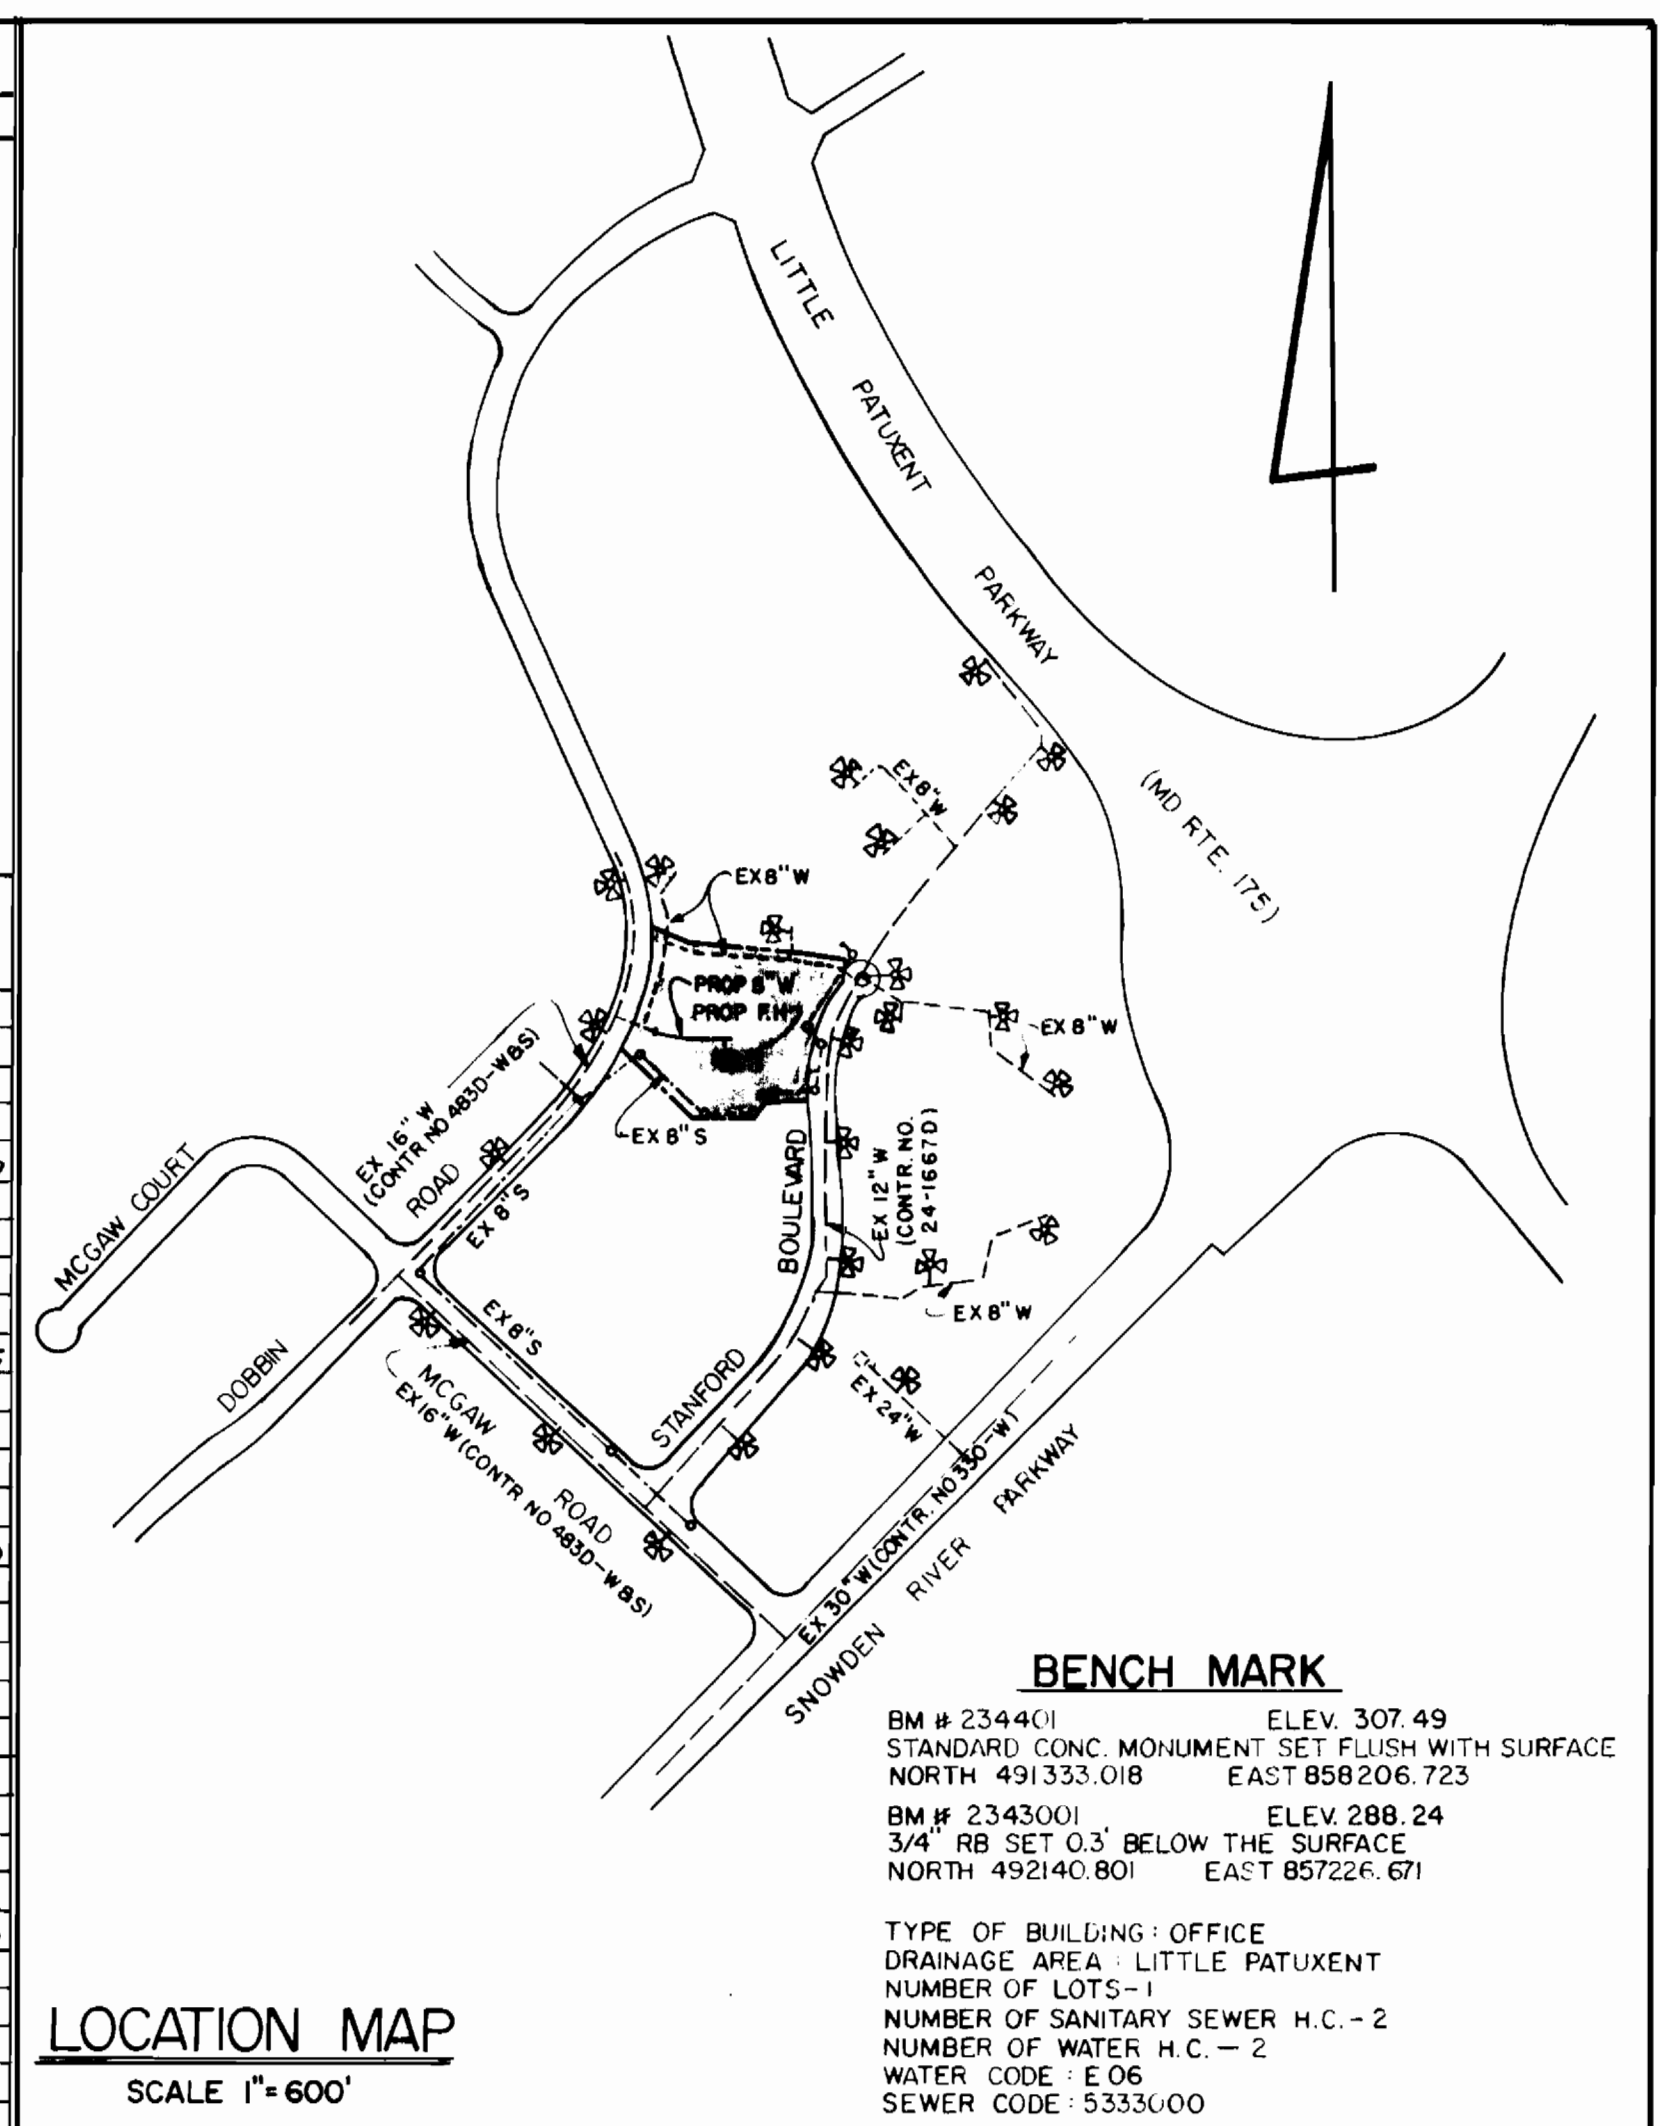 LITTLE
PATUXENT
PARKWAY
(MD RTE. 175)
EX 8" W
EX 8" W
PROP 8" W
PROP F.H.
EX 8" W
EX 16" W
(CONTR NO 483D-W&S)
ROAD
EX 8" S
EX 8" S
MCGAW COURT
BOULEVARD
EX 12" W
(CONTR. NO.
24-1667D)
EX 8" W
EX 8" S
DOBBIN
MCGAW
ROAD
EX 16" W (CONTR NO 483D-W&S)
STANFORD
EX 24" W
EX 30" W (CONTR. NO 330-W)
SNOWDEN RIVER PARKWAY
BENCH MARK
BM # 234401 ELEV. 307.49
STANDARD CONC. MONUMENT SET FLUSH WITH SURFACE
NORTH 491333.018 EAST 858206.723
BM # 2343001 ELEV. 288.24
3/4" RB SET 0.3' BELOW THE SURFACE
NORTH 492140.801 EAST 857226.671
TYPE OF BUILDING : OFFICE
DRAINAGE AREA : LITTLE PATUXENT
NUMBER OF LOTS - 1
NUMBER OF SANITARY SEWER H.C. - 2
NUMBER OF WATER H.C. - 2
WATER CODE : E 06
SEWER CODE : 5333000
LOCATION MAP
SCALE 1" = 600'